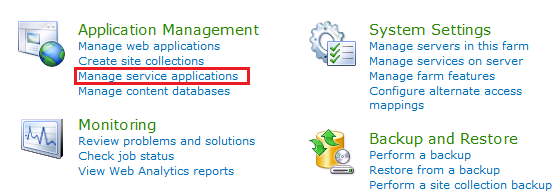 Application Management
Manage web applications
Create site collections
Manage service applications
Manage content databases
Monitoring
Review problems and solutions
Check job status
View Web Analytics reports
System Settings
Manage servers in this farm
Manage services on server
Manage farm features
Configure alternate access
mappings
Backup and Restore
Perform a backup
Restore from a backup
Perform a site collection backup